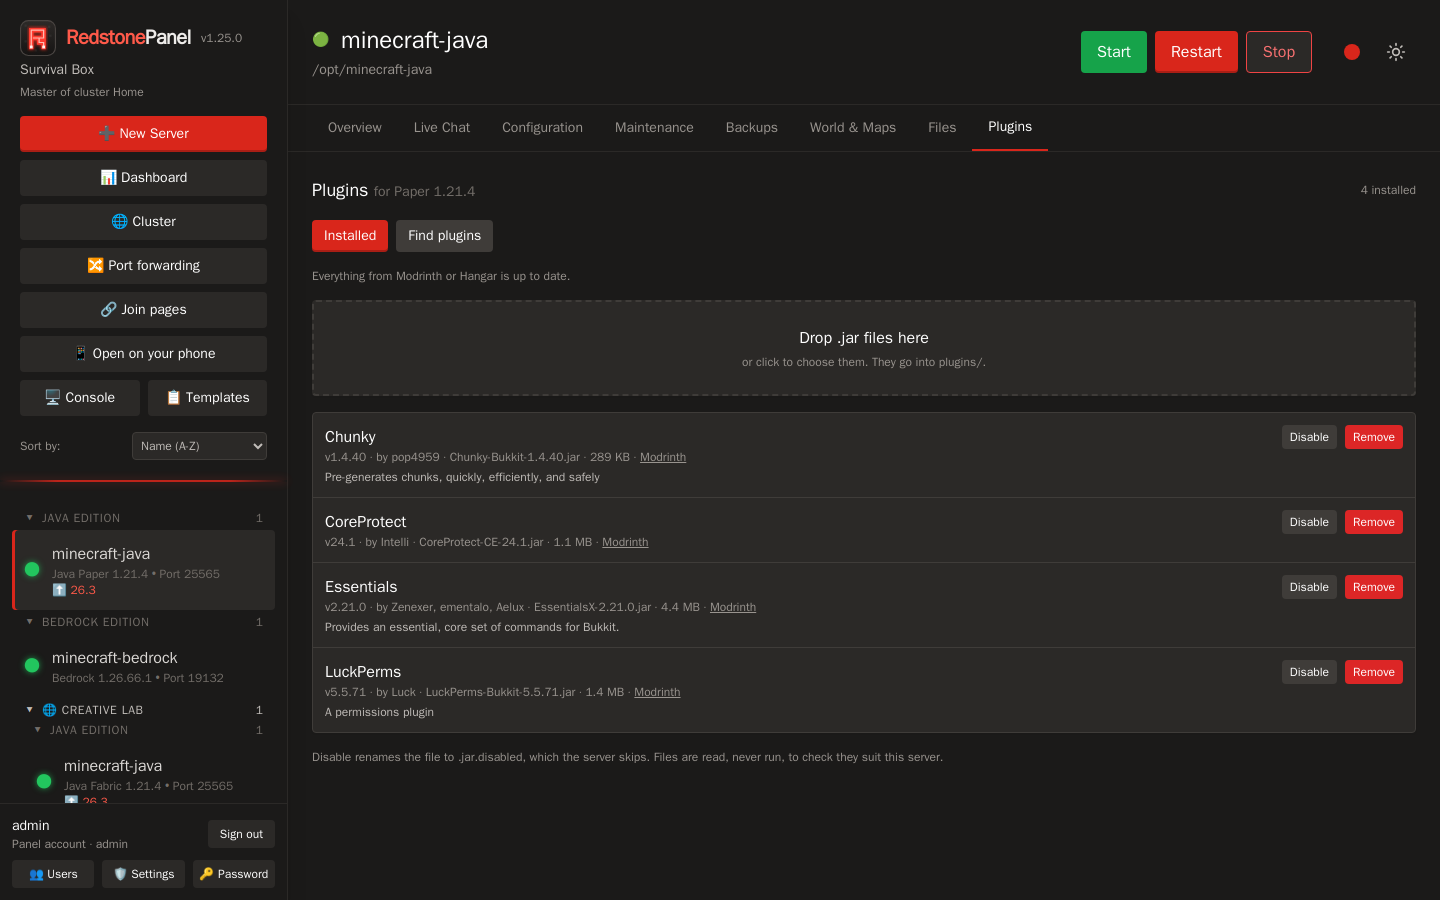 RedstonePanel v1.25.0
Survival Box
Master of cluster Home
➕ New Server
📊 Dashboard
🌐 Cluster
🔀 Port forwarding
🔗 Join pages
📱 Open on your phone
🖥️ Console
📋 Templates
Sort by:
Name (A-Z)
▼ JAVA EDITION 1
minecraft-java
Java Paper 1.21.4 • Port 25565
⬆️ 26.3
▼ BEDROCK EDITION 1
minecraft-bedrock
Bedrock 1.26.66.1 • Port 19132
▼ 🌐 CREATIVE LAB 1
▼ JAVA EDITION 1
minecraft-java
Java Fabric 1.21.4 • Port 25565
⬆️ 26.3
admin
Panel account · admin
Sign out
👥 Users
🛡️ Settings
🔑 Password
minecraft-java
/opt/minecraft-java
Start
Restart
Stop
Overview
Live Chat
Configuration
Maintenance
Backups
World & Maps
Files
Plugins
Plugins for Paper 1.21.4
4 installed
Installed
Find plugins
Everything from Modrinth or Hangar is up to date.
Drop .jar files here
or click to choose them. They go into plugins/.
Chunky
v1.4.40 · by pop4959 · Chunky-Bukkit-1.4.40.jar · 289 KB · Modrinth
Pre-generates chunks, quickly, efficiently, and safely
Disable
Remove
CoreProtect
v24.1 · by Intelli · CoreProtect-CE-24.1.jar · 1.1 MB · Modrinth
Disable
Remove
Essentials
v2.21.0 · by Zenexer, ementalo, Aelux · EssentialsX-2.21.0.jar · 4.4 MB · Modrinth
Provides an essential, core set of commands for Bukkit.
Disable
Remove
LuckPerms
v5.5.71 · by Luck · LuckPerms-Bukkit-5.5.71.jar · 1.4 MB · Modrinth
A permissions plugin
Disable
Remove
Disable renames the file to .jar.disabled, which the server skips. Files are read, never run, to check they suit this server.